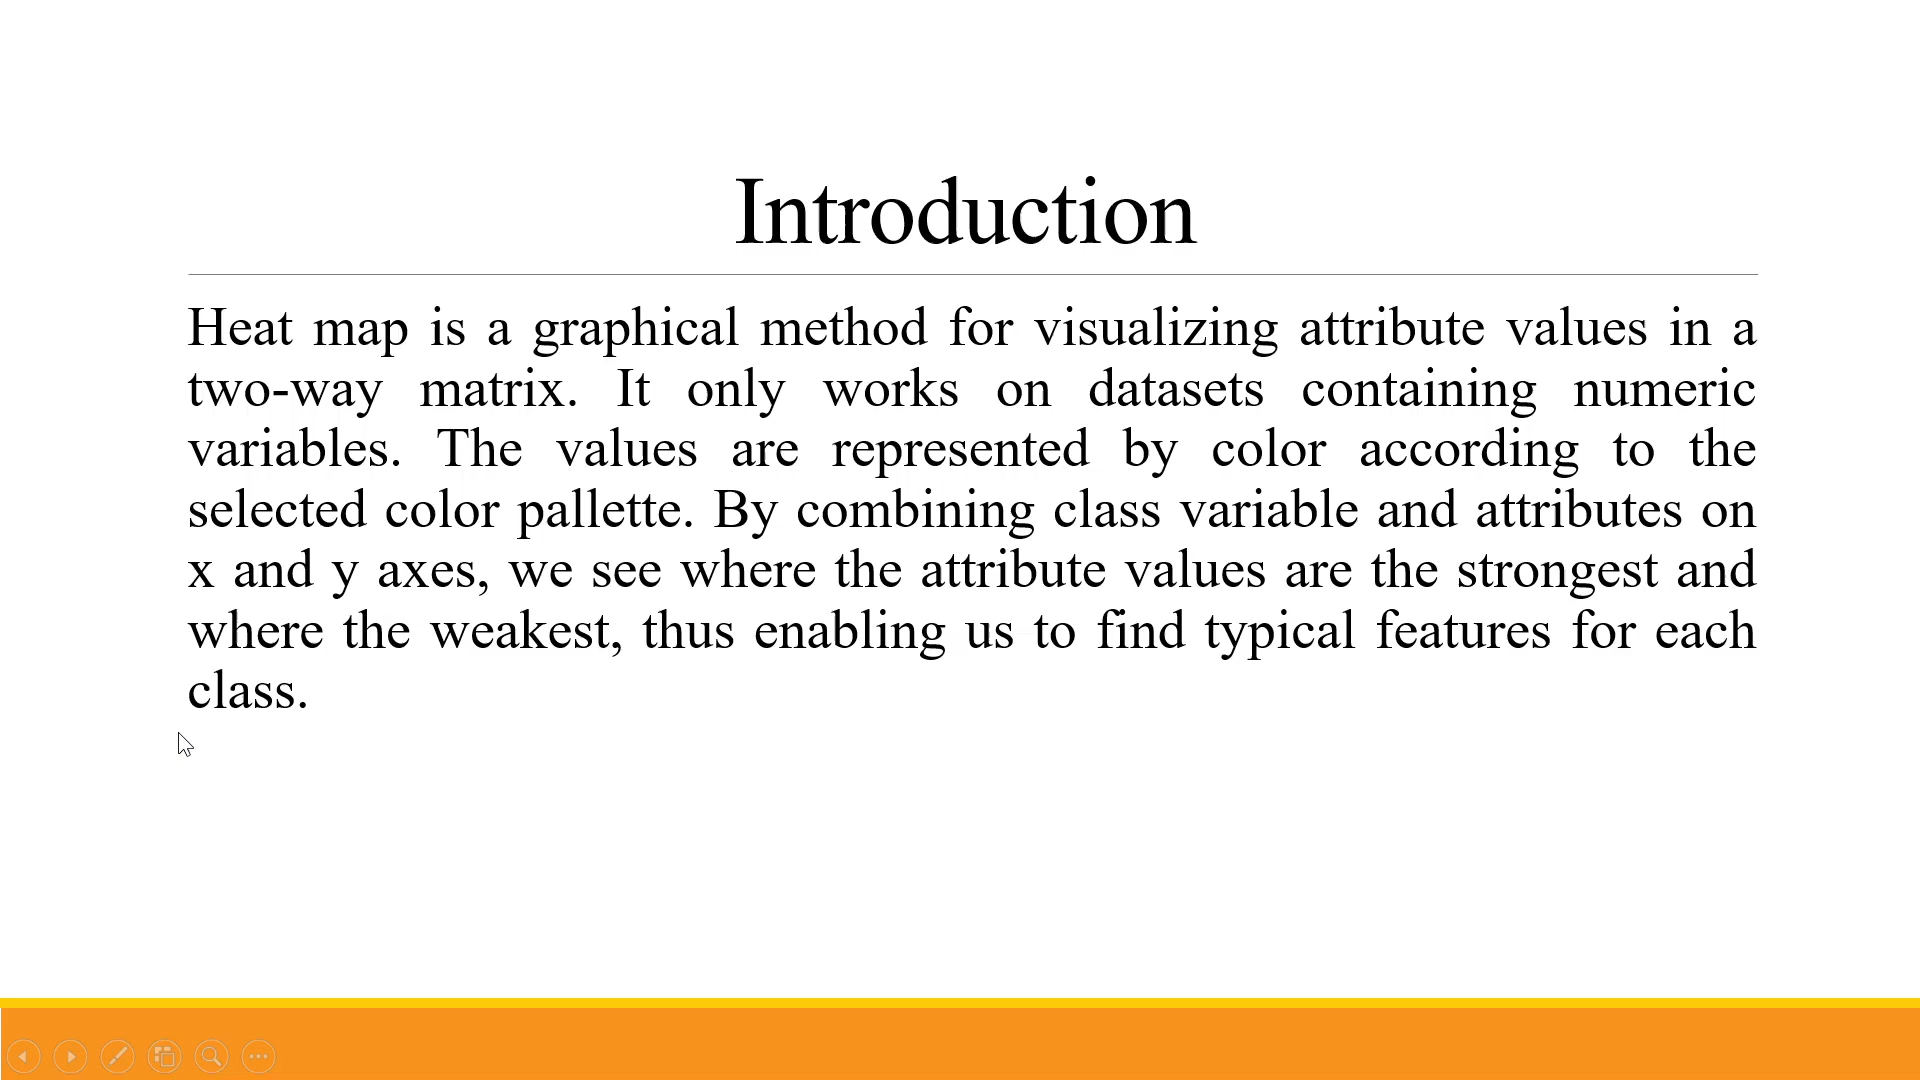 Introduction
Heat map is a graphical method for visualizing attribute values in a
two-way matrix. It only works on datasets containing numeric
variables. The values are represented by color according to the
selected color pallette. By combining class variable and attributes on
x and y axes, we see where the attribute values are the strongest and
where the weakest, thus enabling us to find typical features for each
class.